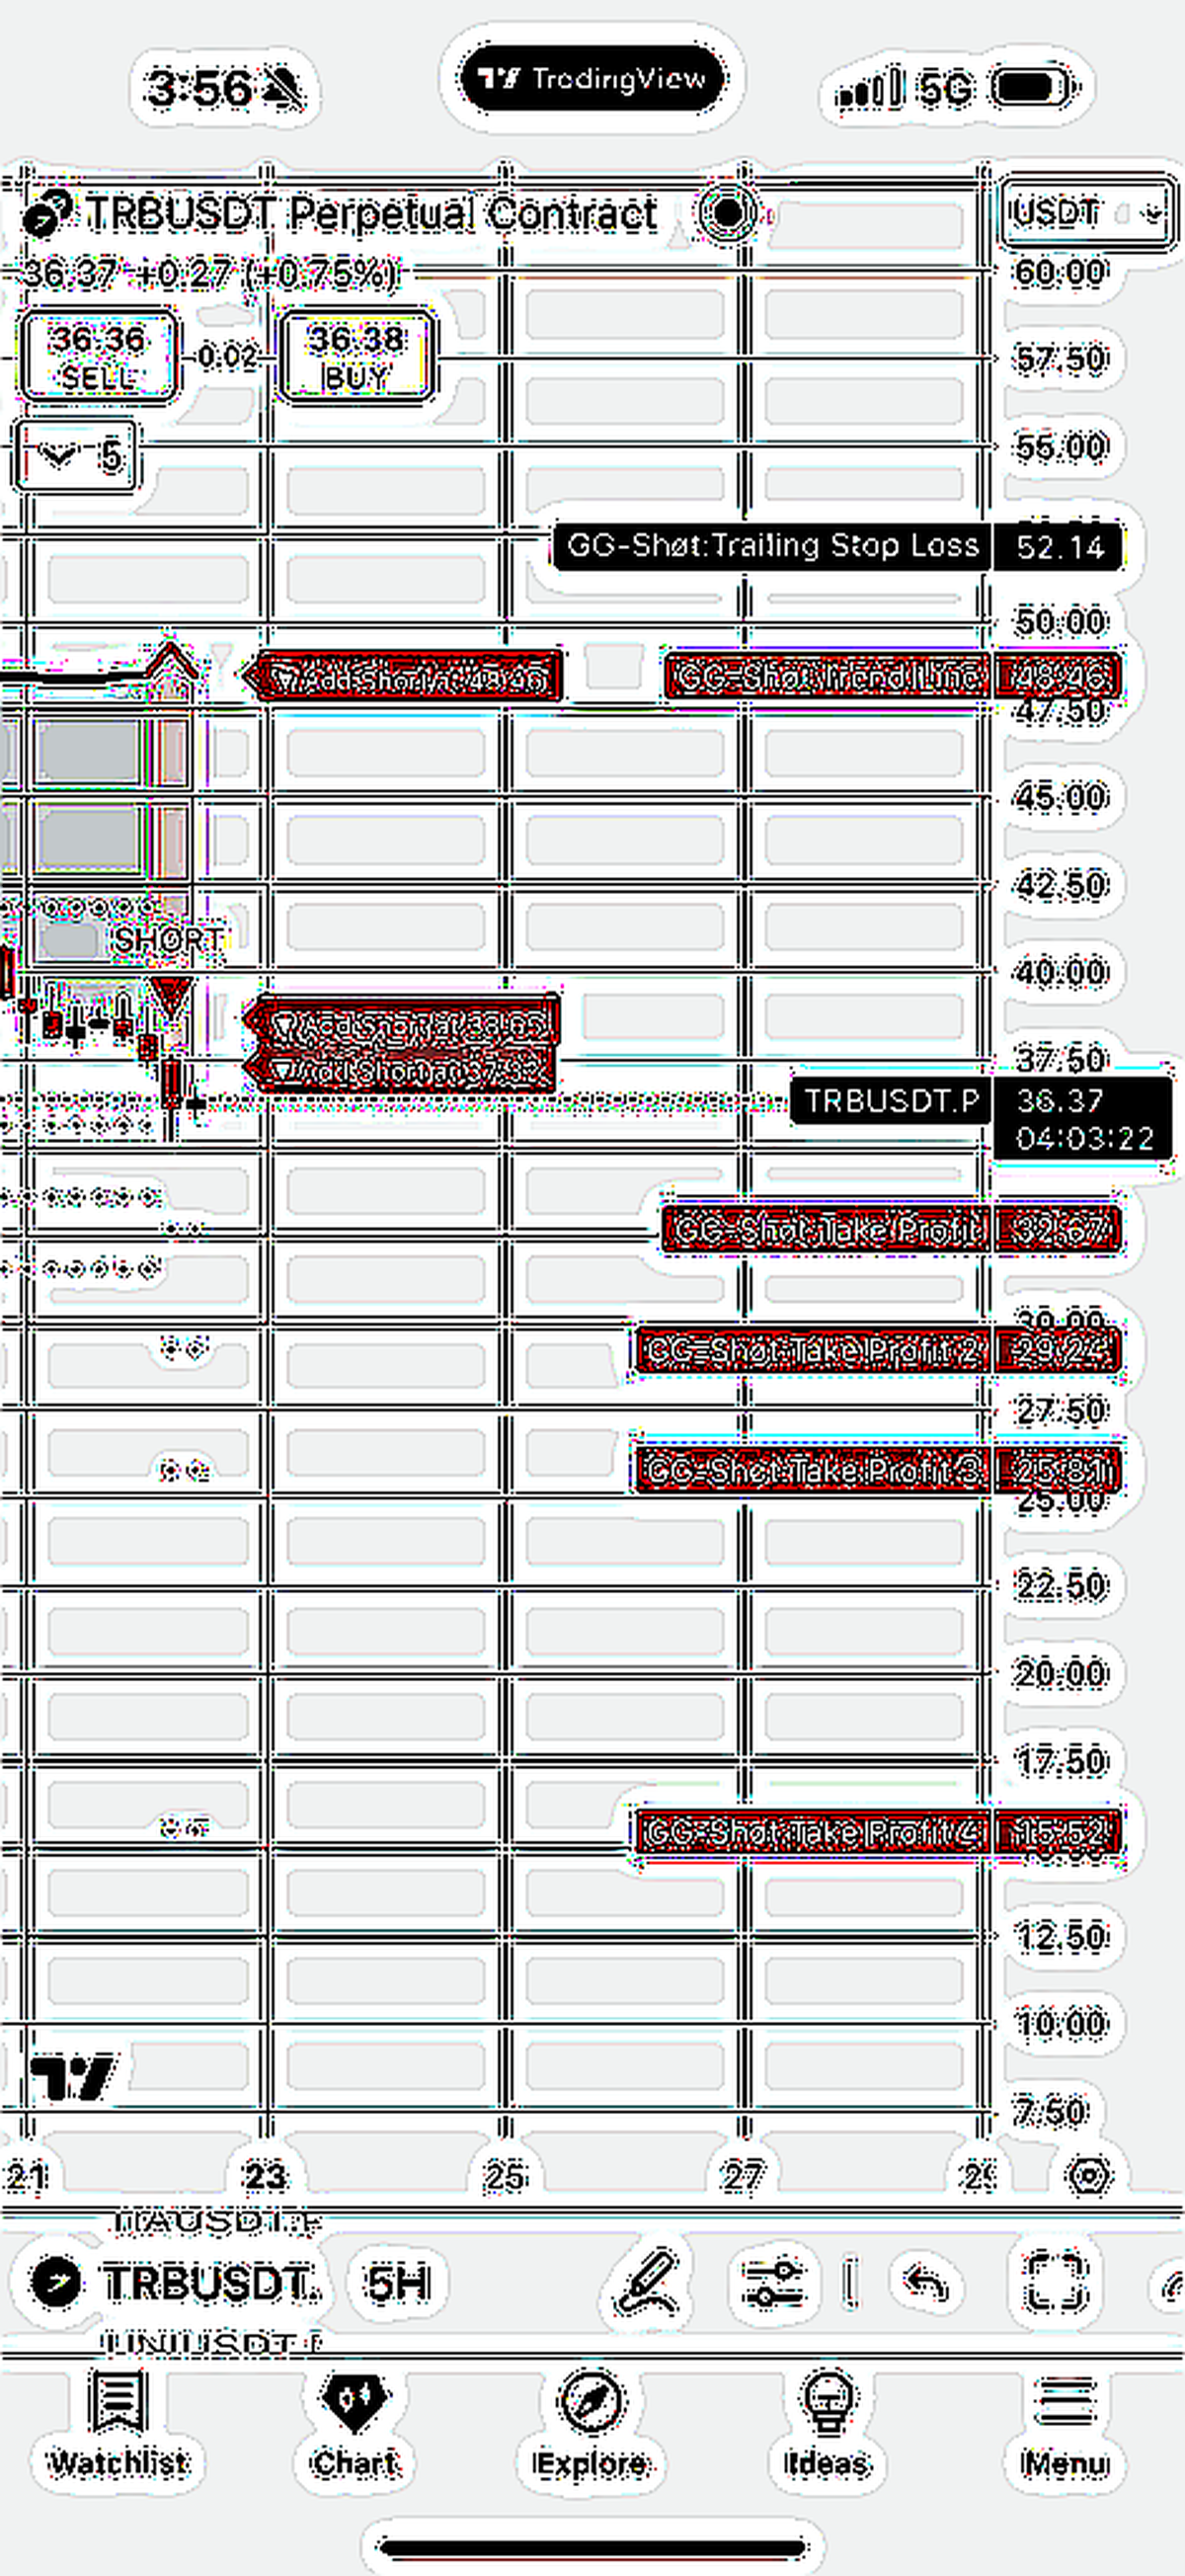 3:56
TradingView
5G
TRBUSDT Perpetual Contract
USDT
36.37 +0.27 (+0.75%)
60.00
36.36
SELL
0.02
36.38
BUY
57.50
5
55.00
GG-Shøt:Trailing Stop Loss 52.14
50.00
Add Short at 48.46
GG-Shøt:Trend Line 48.46
47.50
45.00
42.50
SHØRT
40.00
Add Short at
37.50
Add Short at
TRBUSDT.P 36.37
04:03:22
GG-Shøt:Take Profit 32.67
30.00
GG-Shøt:Take Profit 2 29.24
27.50
GG-Shøt:Take Profit 3 25.81
25.00
22.50
20.00
17.50
GG-Shøt:Take Profit 4 15.52
12.50
10.00
7.50
21 23 25 27
TIAUSDT.P
TRBUSDT. 5H
UNIUSDT.P
Watchlist Chart Explore Ideas Menu